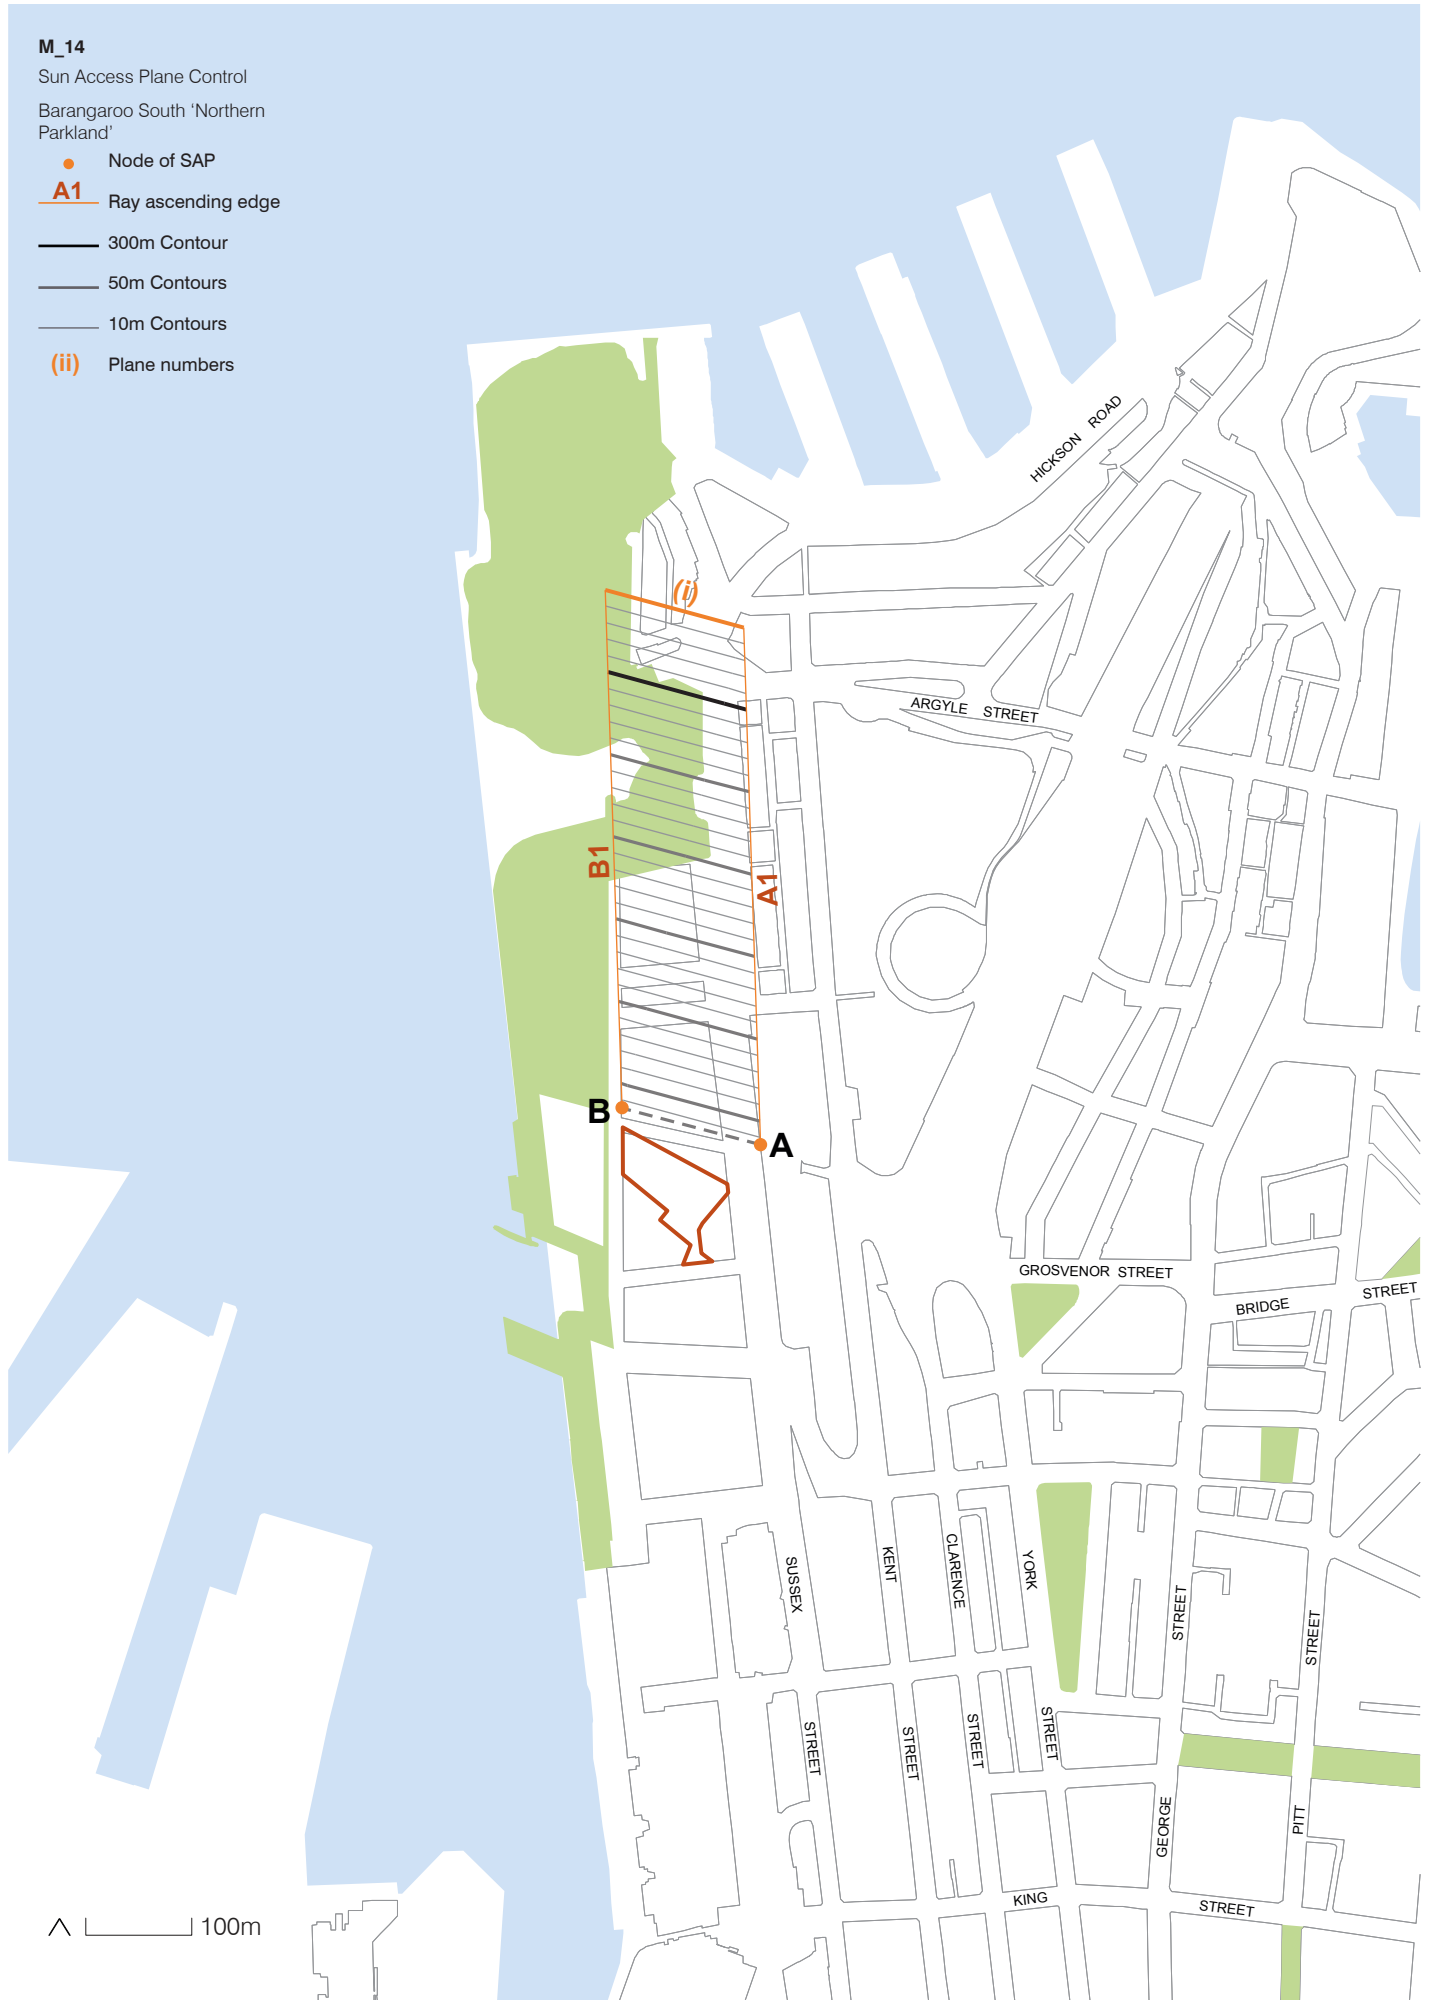 M_14
Sun Access Plane Control
Barangaroo South ‘Northern
Parkland’
Node of SAP
A1
Ray ascending edge
300m Contour
50m Contours
10m Contours
(ii)
Plane numbers
HICKSON ROAD
(i)
ARGYLE STREET
B1
A1
B
A
GROSVENOR STREET
BRIDGE
STREET
SUSSEX
KENT
CLARENCE
YORK
STREET
STREET
STREET
STREET
STREET
STREET
GEORGE
PITT
KING
STREET
100m